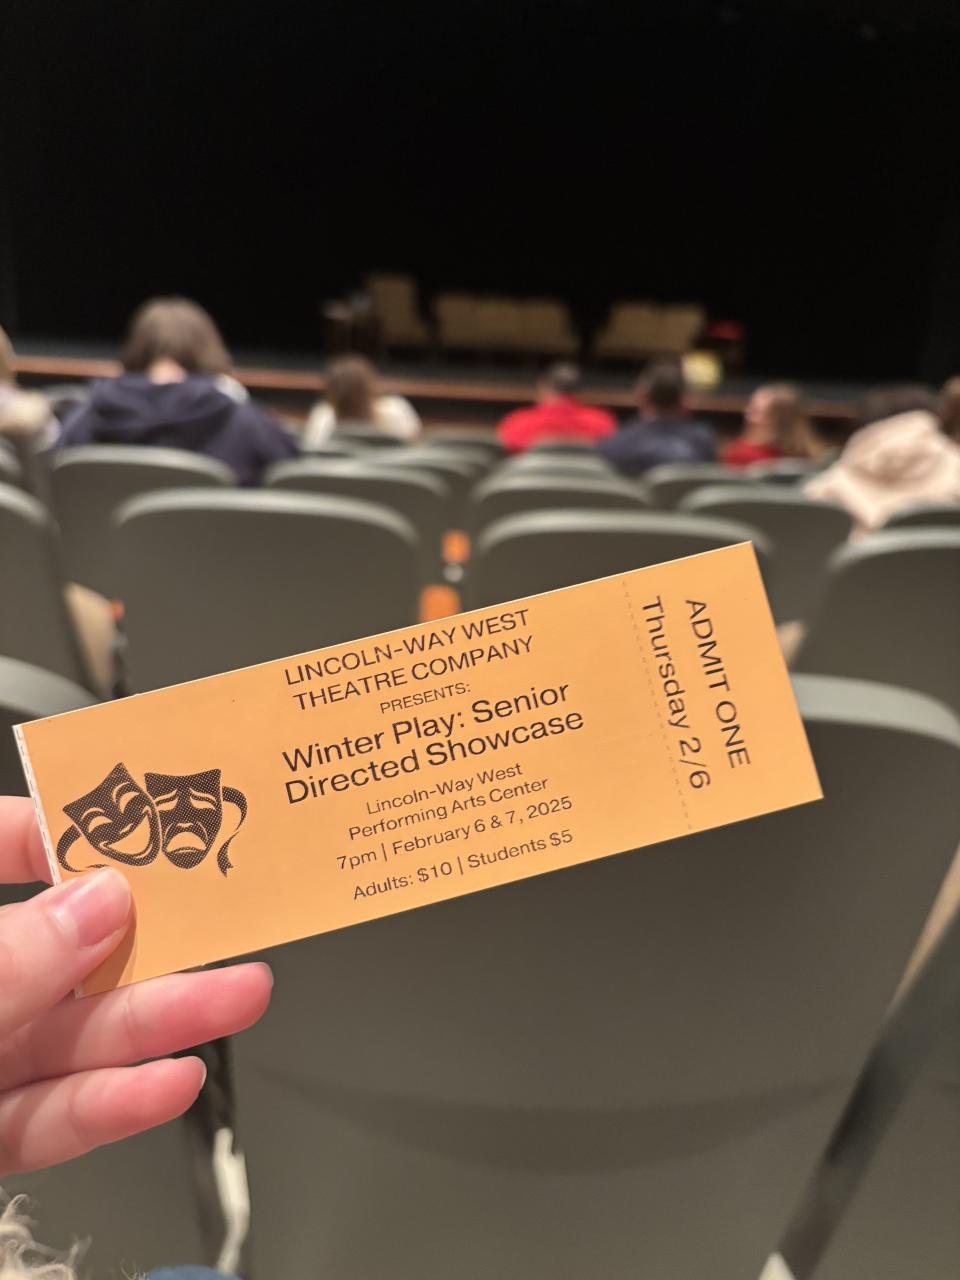 LINCOLN-WAY WEST
THEATRE COMPANY
PRESENTS:
Winter Play: Senior
Directed Showcase
Lincoln-Way West
Performing Arts Center
7pm | February 6 & 7, 2025
Adults: $10 | Students $5
ADMIT ONE
Thursday 2/6